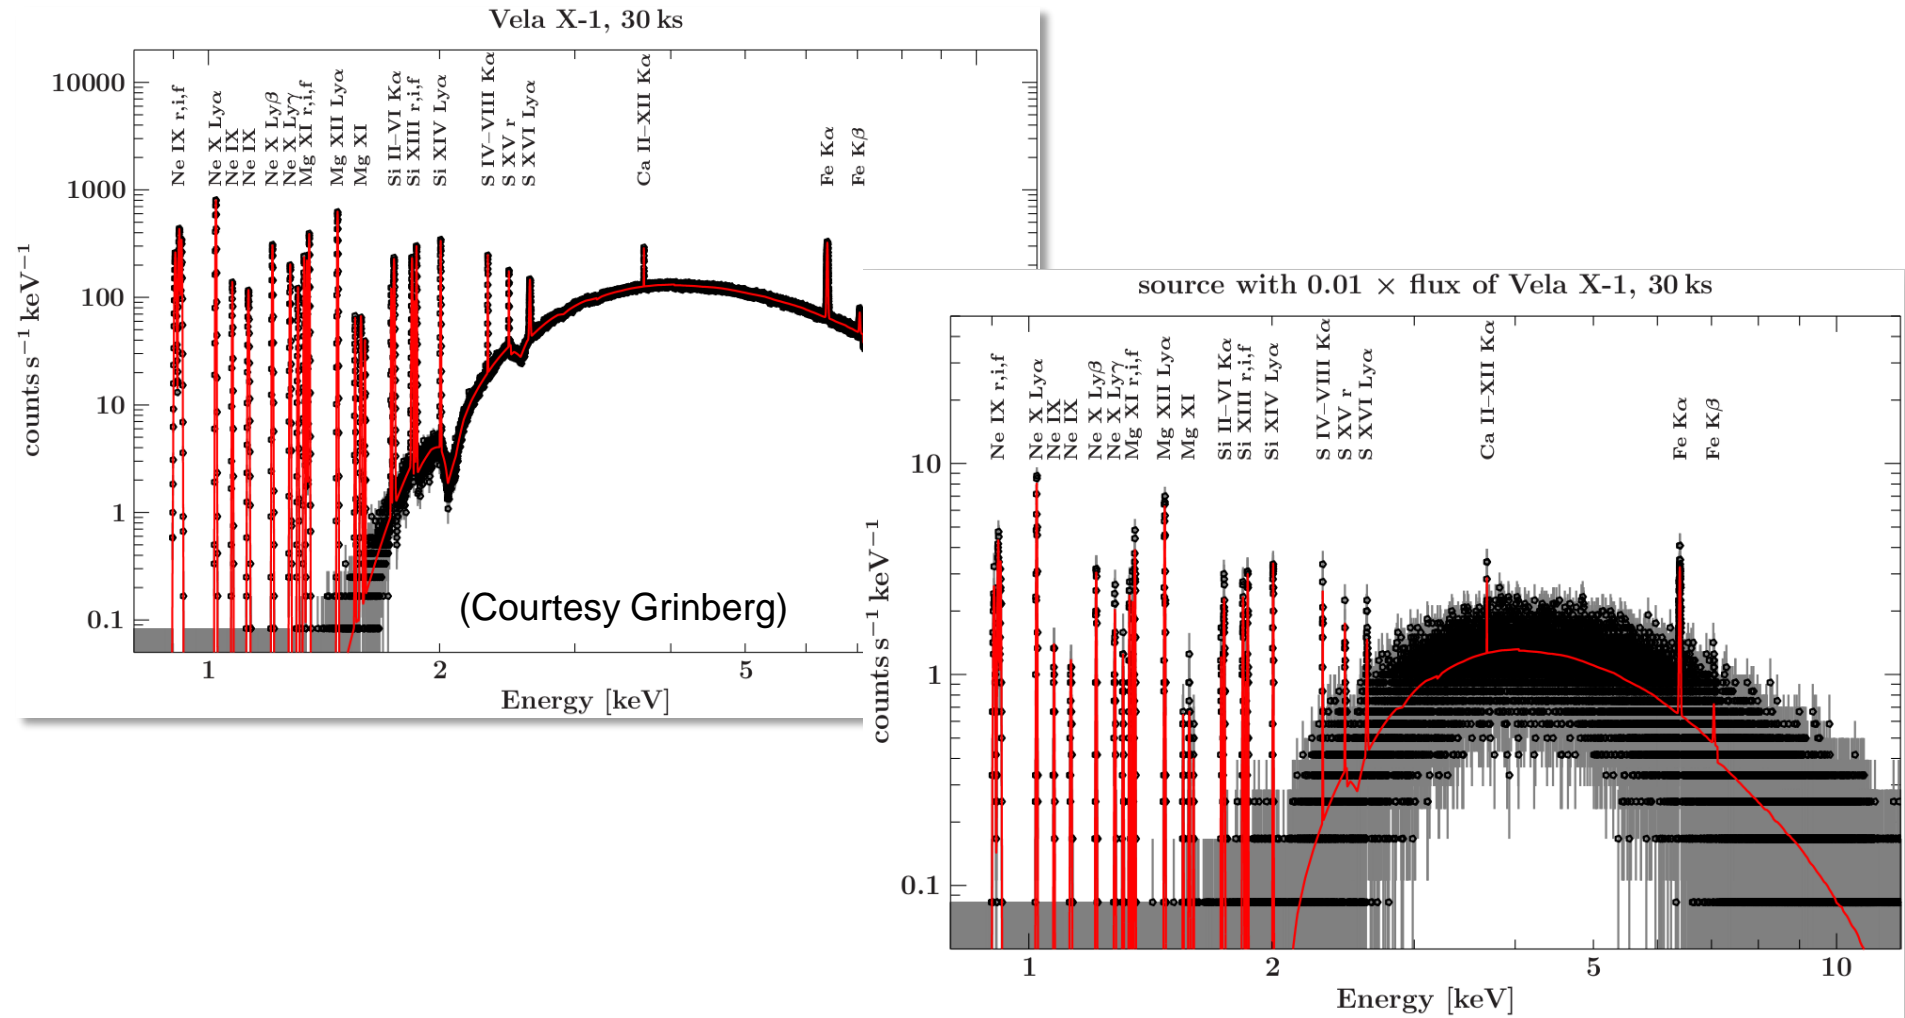 Vela X-1, 30 ks
10000
1000
100
10
1
0.1
counts s⁻¹ keV⁻¹
Ne IX r,i,f
Ne X Lyα
Ne IX
Ne IX
Ne X Lyβ
Ne X Lyγ
Mg XI r,i,f
Mg XII Lyα
Mg XI
Si II–VI Kα
Si XIII r,i,f
Si XIV Lyα
S IV–VIII Kα
S XV r
S XVI Lyα
Ca II–XII Kα
Fe Kα
Fe Kβ
(Courtesy Grinberg)
1 2 5
Energy [keV]
source with 0.01 × flux of Vela X-1, 30 ks
10
1
0.1
counts s⁻¹ keV⁻¹
Ne IX r,i,f
Ne X Lyα
Ne IX
Ne IX
Ne X Lyβ
Ne X Lyγ
Mg XI r,i,f
Mg XII Lyα
Mg XI
Si II–VI Kα
Si XIII r,i,f
Si XIV Lyα
S IV–VIII Kα
S XV r
S XVI Lyα
Ca II–XII Kα
Fe Kα
Fe Kβ
1 2 5 10
Energy [keV]